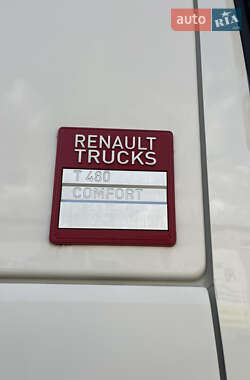 auto RIA
RENAULT
TRUCKS
T 480
COMFORT